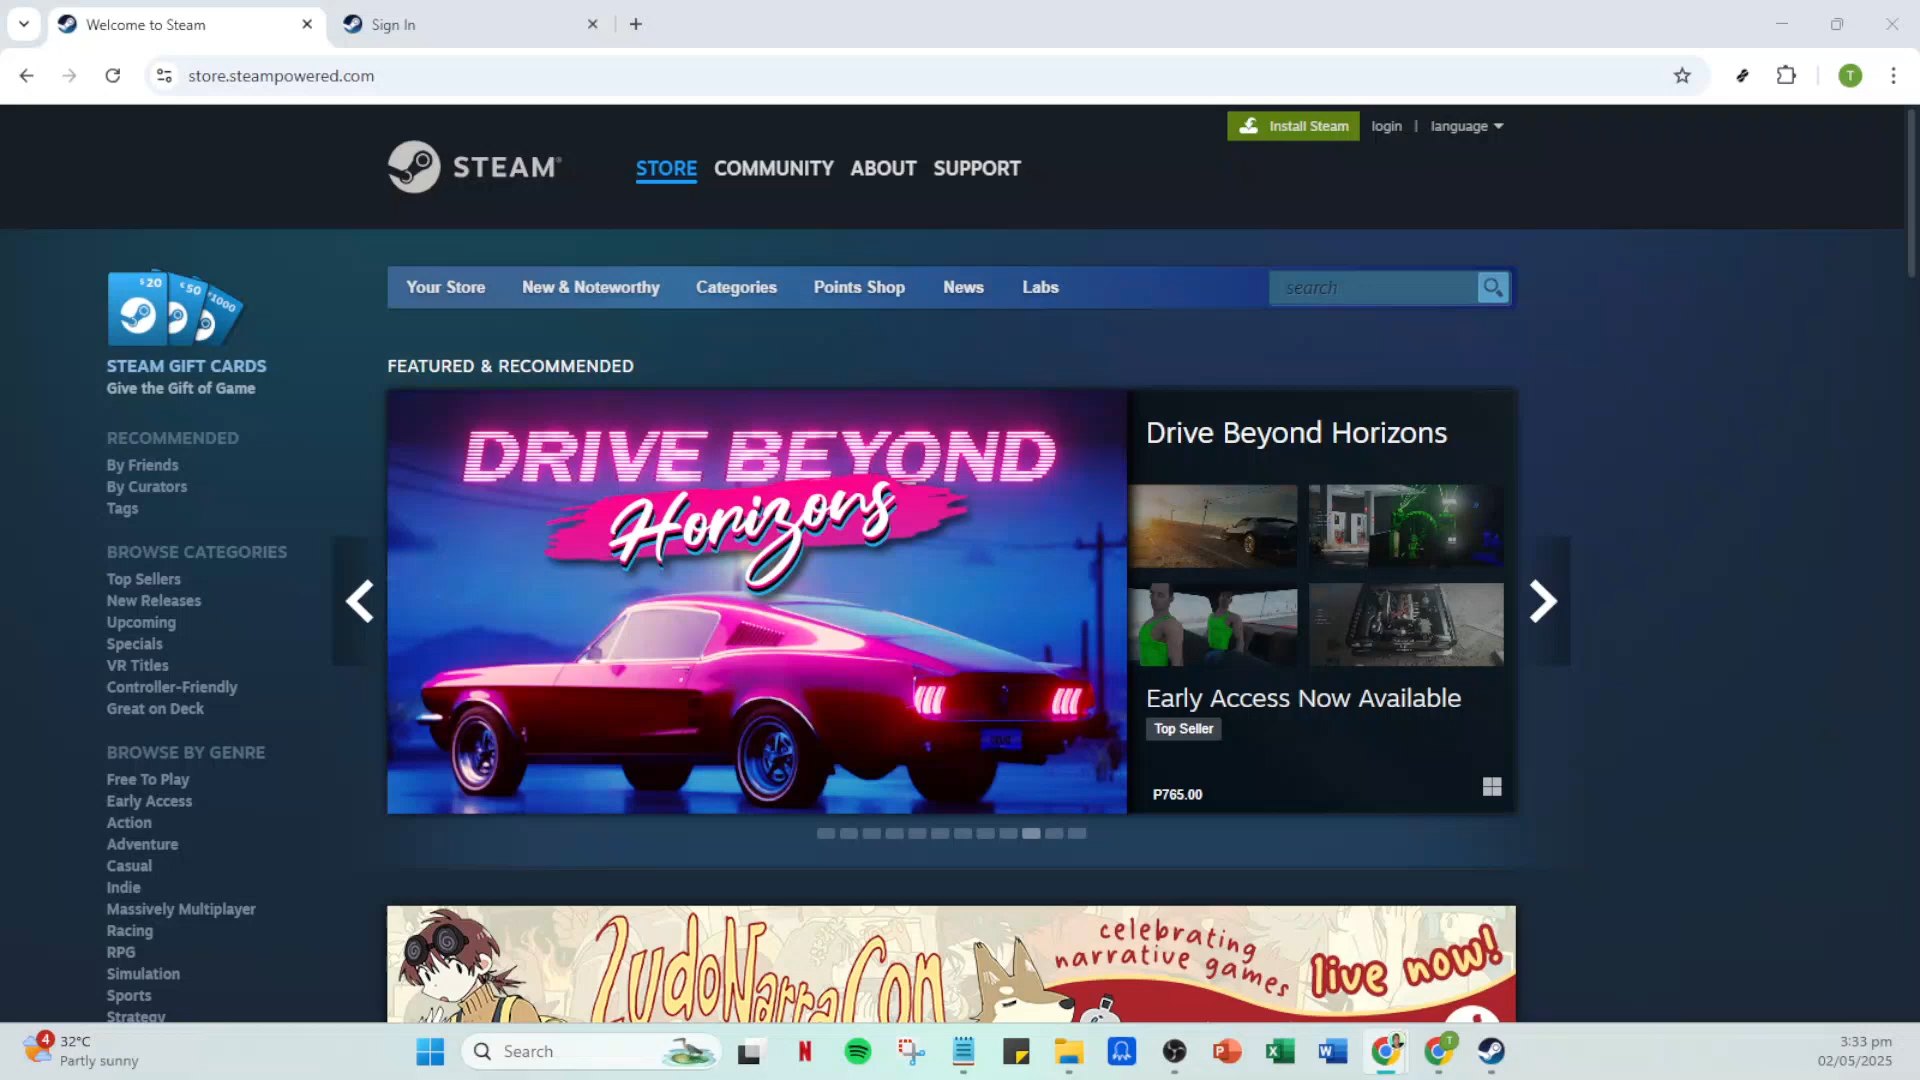 Welcome to Steam
Sign In
store.steampowered.com
T
Install Steam
login | language
STEAM®
STORE COMMUNITY ABOUT SUPPORT
Your Store New & Noteworthy Categories Points Shop News Labs search
$20 €50 $1000
STEAM GIFT CARDS
Give the Gift of Game
RECOMMENDED
By Friends
By Curators
Tags
BROWSE CATEGORIES
Top Sellers
New Releases
Upcoming
Specials
VR Titles
Controller-Friendly
Great on Deck
BROWSE BY GENRE
Free To Play
Early Access
Action
Adventure
Casual
Indie
Massively Multiplayer
Racing
RPG
Simulation
Sports
Strategy
FEATURED & RECOMMENDED
DRIVE BEYOND
Horizons
Drive Beyond Horizons
Early Access Now Available
Top Seller
P765.00
LudoNarraCon
celebrating
narrative games
live now!
4
32°C
Partly sunny
Search
T
3:33 pm
02/05/2025